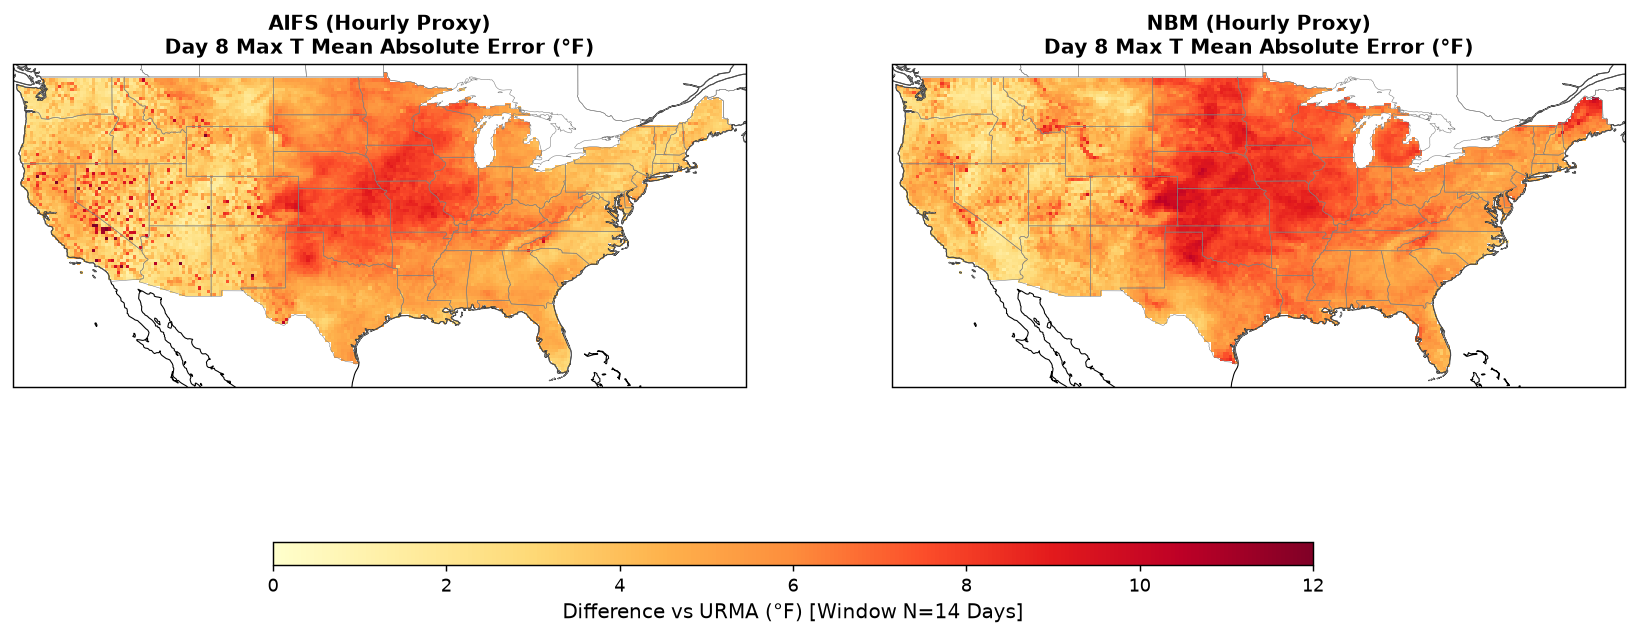 AIFS (Hourly Proxy)
Day 8 Max T Mean Absolute Error (°F)
NBM (Hourly Proxy)
Day 8 Max T Mean Absolute Error (°F)
0 2 4 6 8 10 12
Difference vs URMA (°F) [Window N=14 Days]